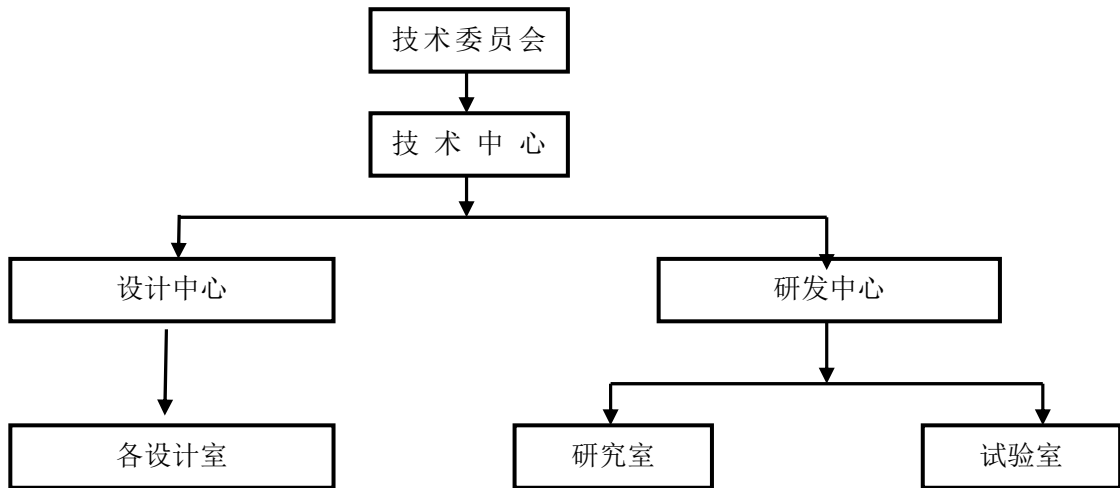 技术委员会
技 术 中 心
设计中心
研发中心
各设计室
研究室
试验室